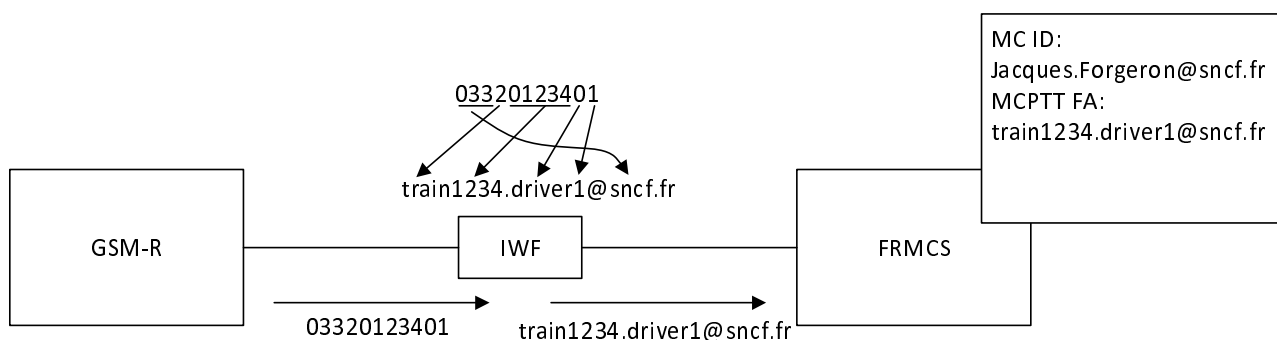 MC ID:
Jacques.Forgeron@sncf.fr
MCPTT FA:
train1234.driver1@sncf.fr
03320123401
train1234.driver1@sncf.fr
GSM-R
IWF
FRMCS
03320123401
train1234.driver1@sncf.fr